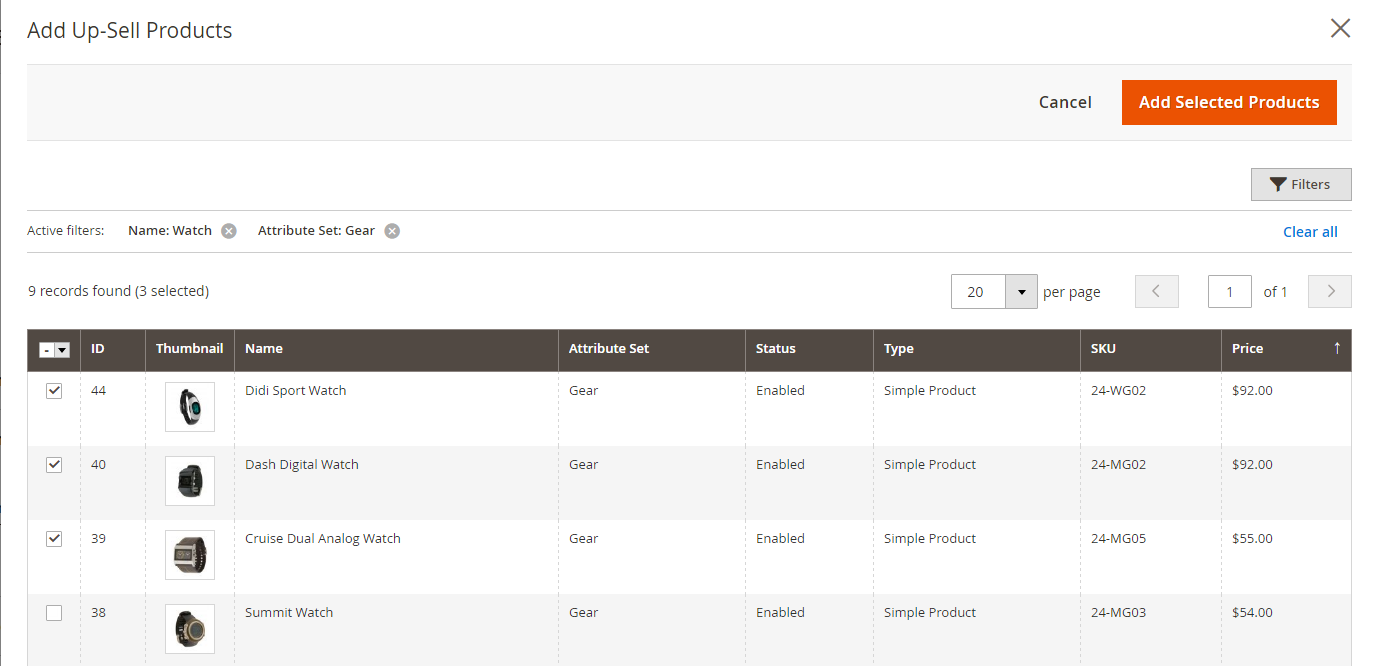 Add Up-Sell Products
Cancel Add Selected Products
Filters
Active filters: Name: Watch Attribute Set: Gear Clear all
9 records found (3 selected) 20 per page 1 of 1
ID Thumbnail Name Attribute Set Status Type SKU Price ↑
44 Didi Sport Watch Gear Enabled Simple Product 24-WG02 $92.00
40 Dash Digital Watch Gear Enabled Simple Product 24-MG02 $92.00
39 Cruise Dual Analog Watch Gear Enabled Simple Product 24-MG05 $55.00
38 Summit Watch Gear Enabled Simple Product 24-MG03 $54.00